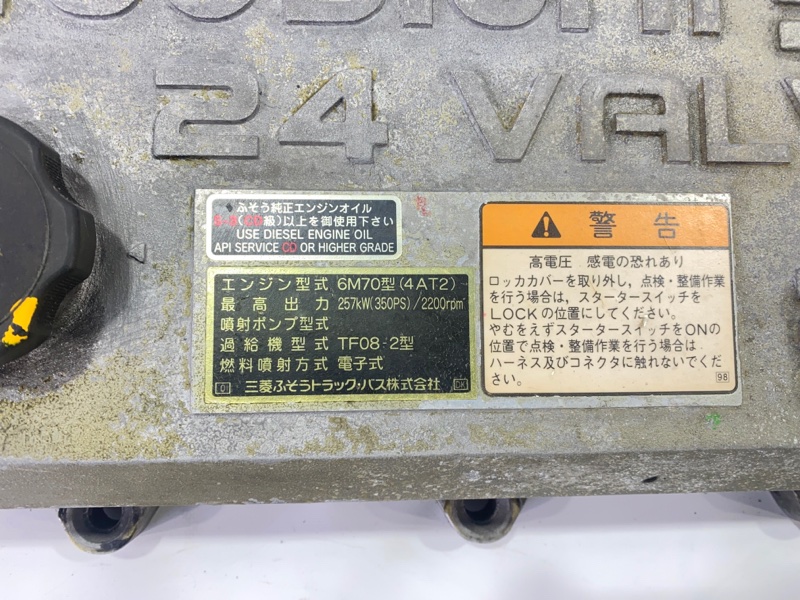 24 VAL
ふそう純正エンジンオイル
級)以上を御使用下さい
USE DIESEL ENGINE OIL
API SERVICE CD OR HIGHER GRADE
エンジン型式 6M70型(4AT2)
最高出力 257kW(350PS)/2200rpm
噴射ポンプ型式
過給機型式 TF08-2型
燃料噴射方式 電子式
三菱ふそうトラック・バス株式会社
警告
高電圧 感電の恐れあり
ロッカカバーを取り外し,点検・整備作業
を行う場合は,スタータースイッチを
LOCKの位置にしてください。
やむをえずスタータースイッチをONの
位置で点検・整備作業を行う場合は
ハーネス及びコネクタに触れないでくだ
さい。
98